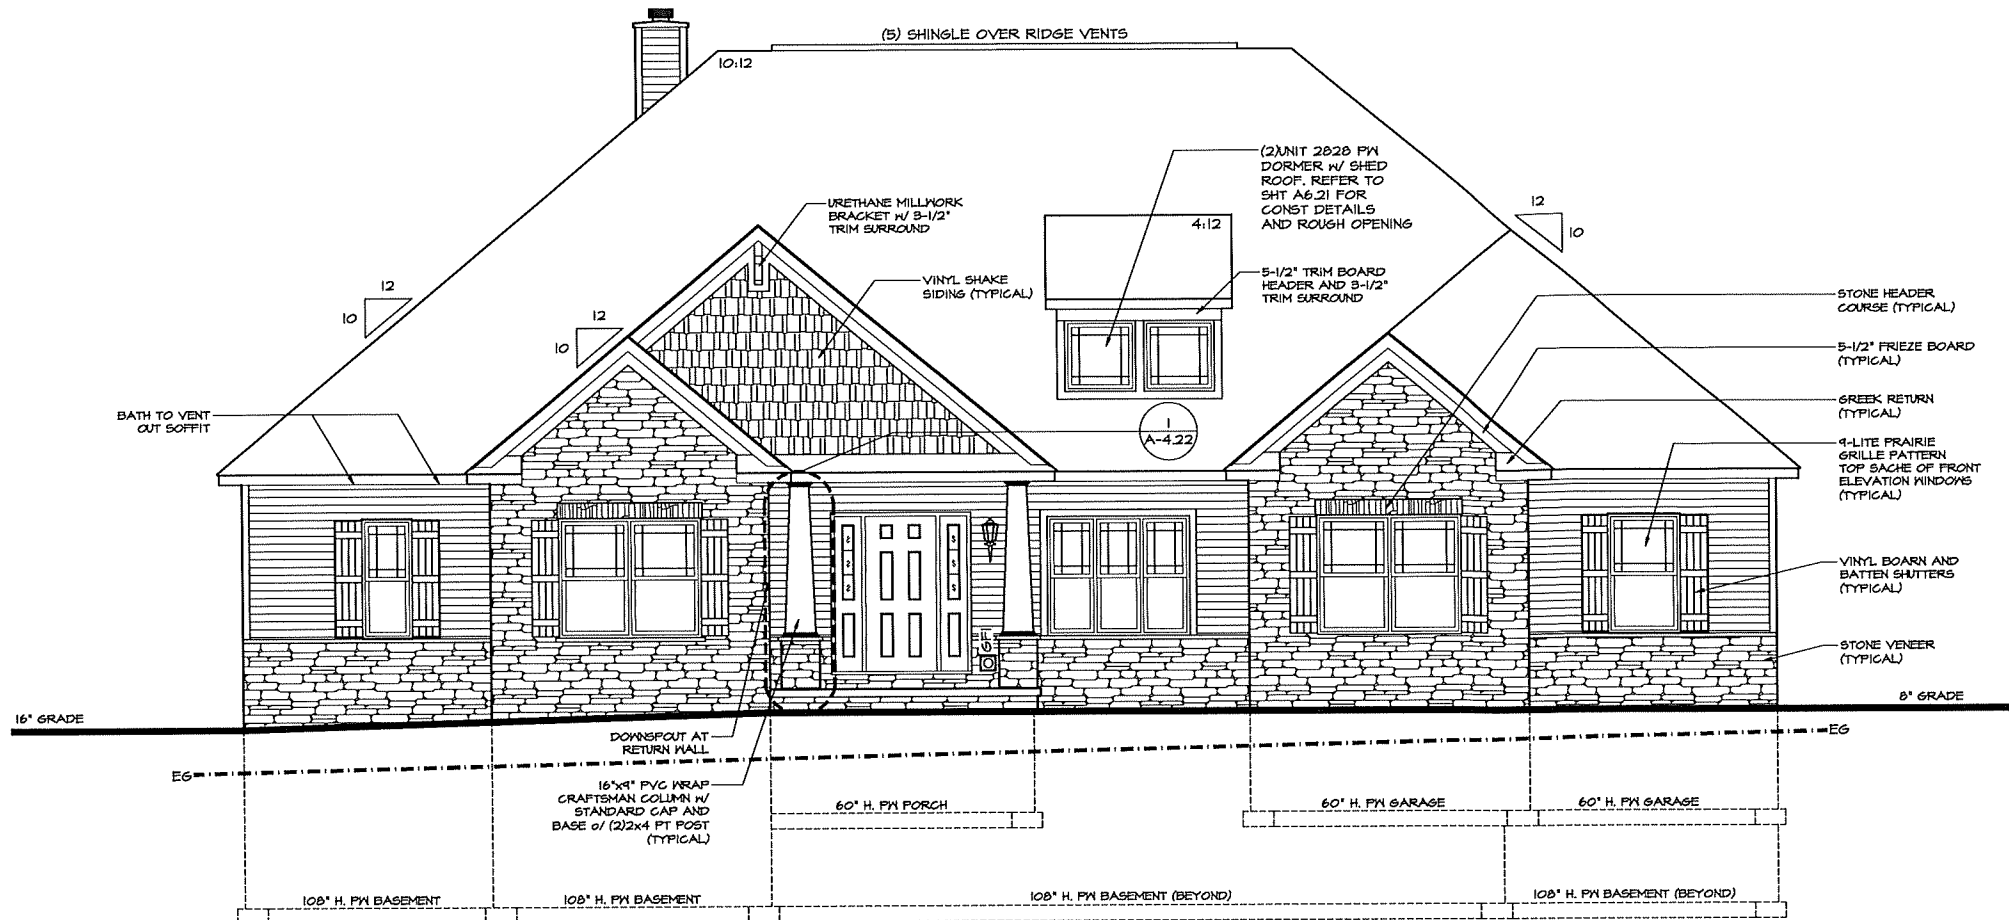 (5) SHINGLE OVER RIDGE VENTS
10:12
(2)UNIT 2828 PW
DORMER W/ SHED
ROOF. REFER TO
SHT A6.21 FOR
CONST DETAILS
AND ROUGH OPENING
URETHANE MILLWORK
BRACKET W/ 3-1/2"
TRIM SURROUND
12
10
4:12
VINYL SHAKE
SIDING (TYPICAL)
5-1/2" TRIM BOARD
HEADER AND 3-1/2"
TRIM SURROUND
12
10
STONE HEADER
COURSE (TYPICAL)
12
10
5-1/2" FRIEZE BOARD
(TYPICAL)
BATH TO VENT
OUT SOFFIT
1
A-4.22
GREEK RETURN
(TYPICAL)
9-LITE PRAIRIE
GRILLE PATTERN
TOP SACHE OF FRONT
ELEVATION WINDOWS
(TYPICAL)
VINYL BOARN AND
BATTEN SHUTTERS
(TYPICAL)
GFI
STONE VENEER
(TYPICAL)
16" GRADE
8" GRADE
DOWNSPOUT AT
RETURN WALL
EG
EG
16"x9" PVC WRAP
CRAFTSMAN COLUMN W/
STANDARD CAP AND
BASE o/ (2)2x4 PT POST
(TYPICAL)
60" H. PW PORCH
60" H. PW GARAGE
60" H. PW GARAGE
108" H. PW BASEMENT
108" H. PW BASEMENT
108" H. PW BASEMENT (BEYOND)
108" H. PW BASEMENT (BEYOND)